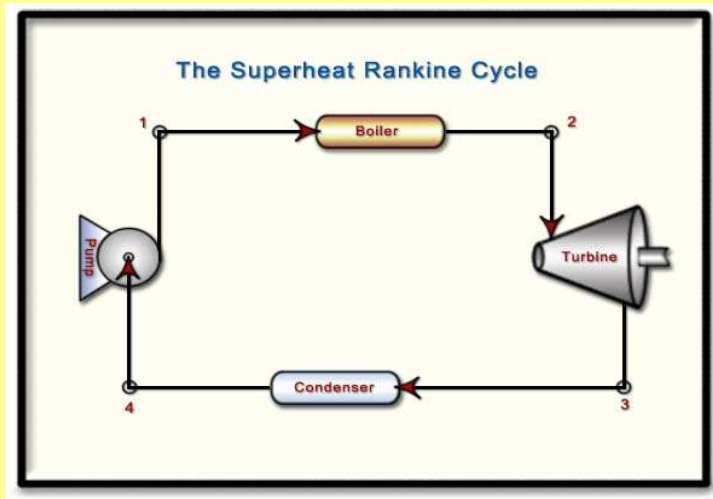 The Superheat Rankine Cycle
1
Boiler
2
Pump
Turbine
Condenser
4
3